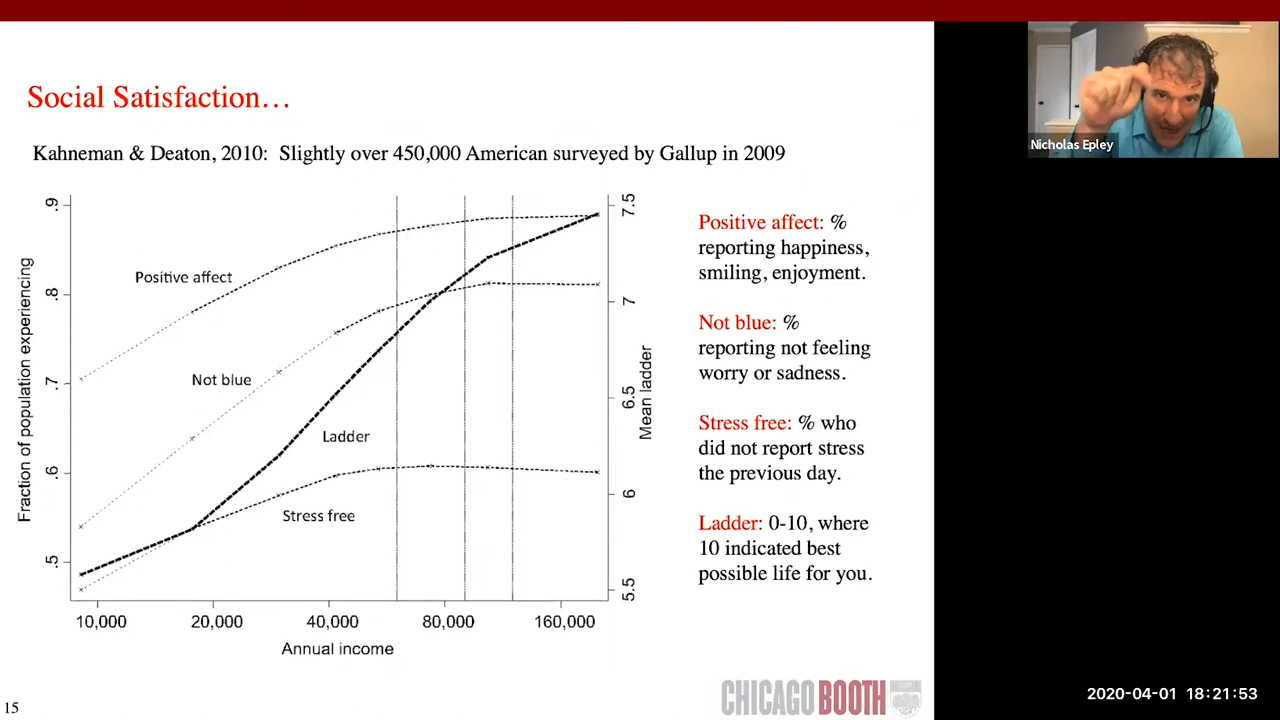 Social Satisfaction…
Nicholas Epley
Kahneman & Deaton, 2010: Slightly over 450,000 American surveyed by Gallup in 2009
.9
.8
.7
.6
.5
Fraction of population experiencing
Positive affect
Not blue
Ladder
Stress free
7.5
7
6.5
6
5.5
Mean ladder
10,000 20,000 40,000 80,000 160,000
Annual income
Positive affect: %
reporting happiness,
smiling, enjoyment.
Not blue: %
reporting not feeling
worry or sadness.
Stress free: % who
did not report stress
the previous day.
Ladder: 0-10, where
10 indicated best
possible life for you.
CHICAGO BOOTH
15
2020-04-01 18:21:53